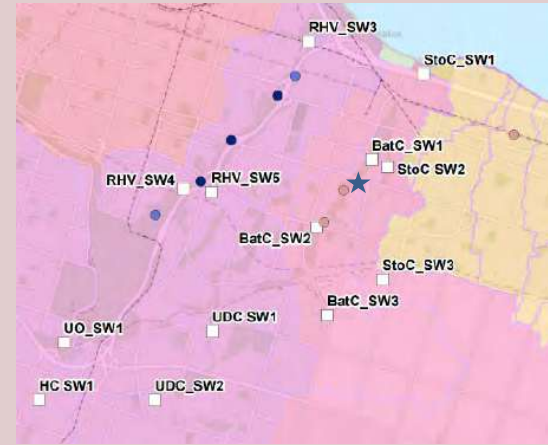 RHV_SW3
StoC_SW1
BatC_SW1
StoC SW2
RHV_SW4
RHV_SW5
BatC_SW2
StoC_SW3
BatC_SW3
UDC SW1
UO_SW1
HC SW1
UDC_SW2